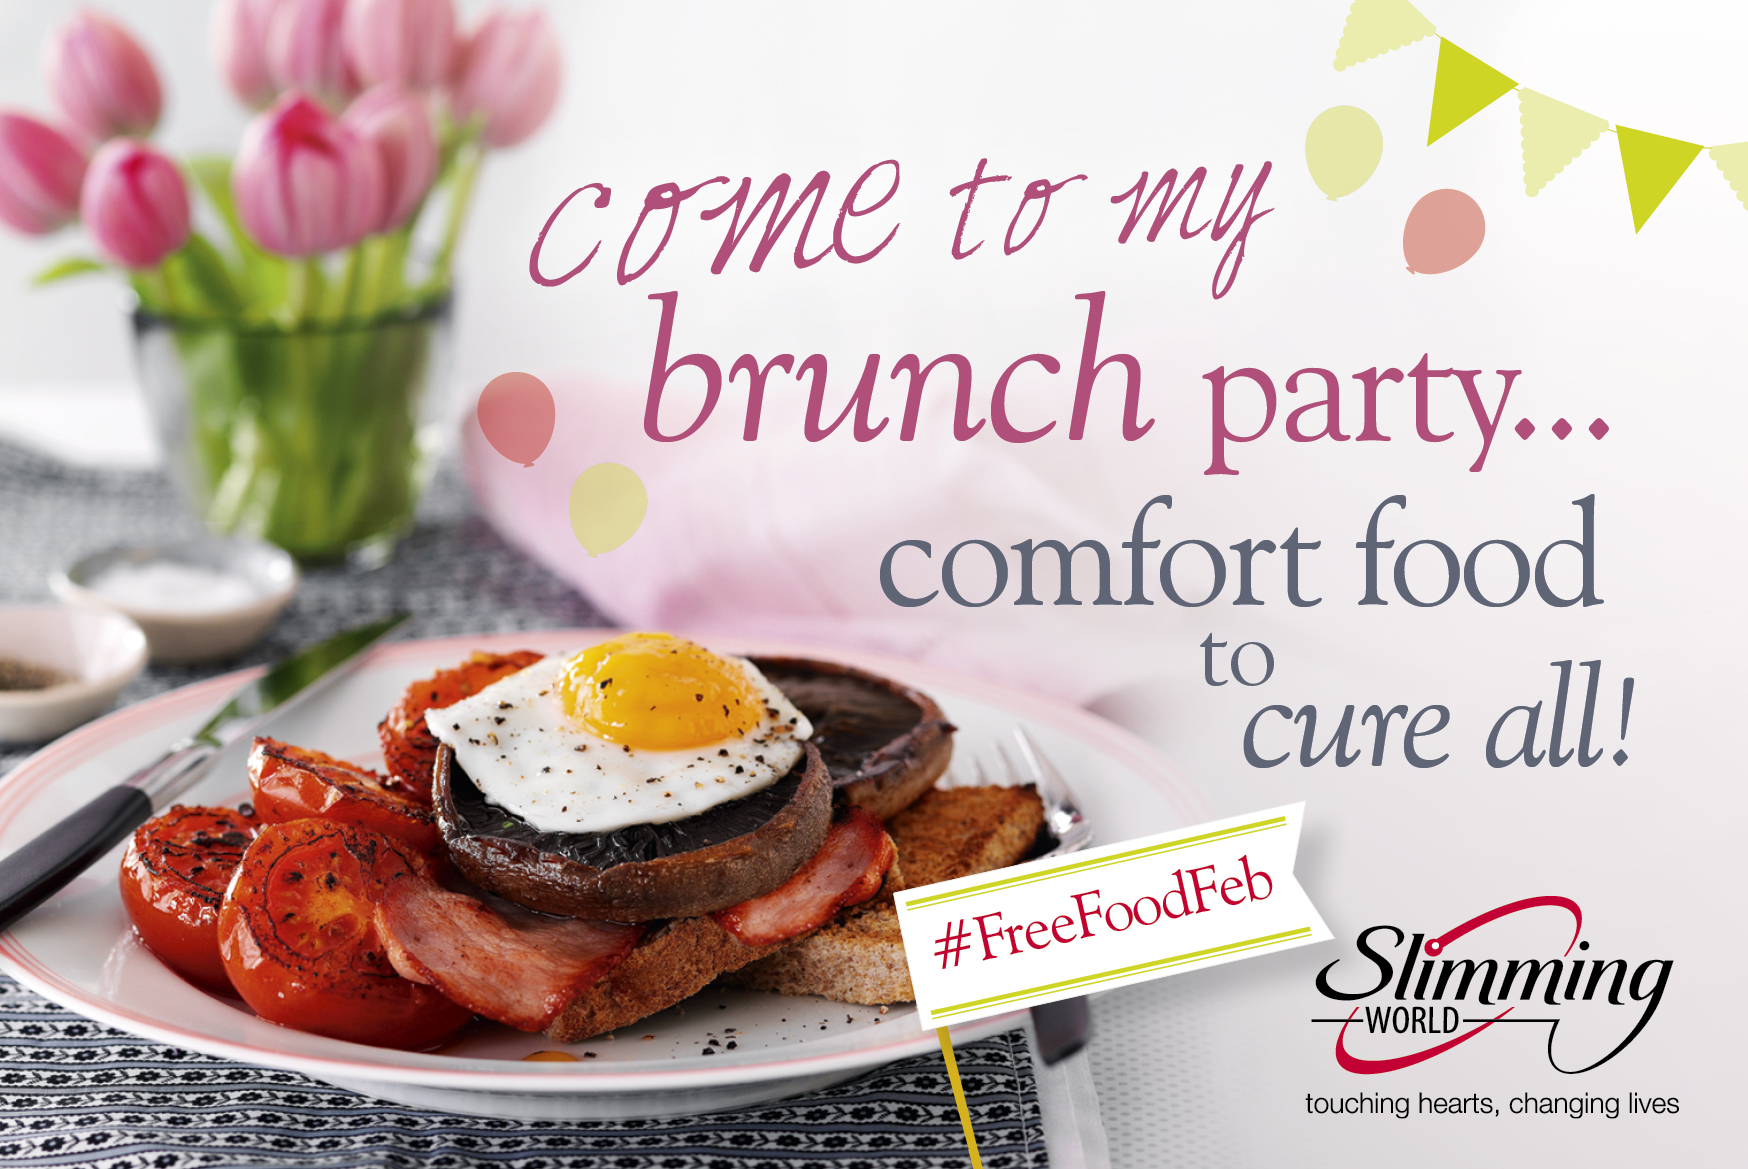 come to my
brunch party...
comfort food
to
cure all!
#FreeFoodFeb
Slimming
WORLD
touching hearts, changing lives